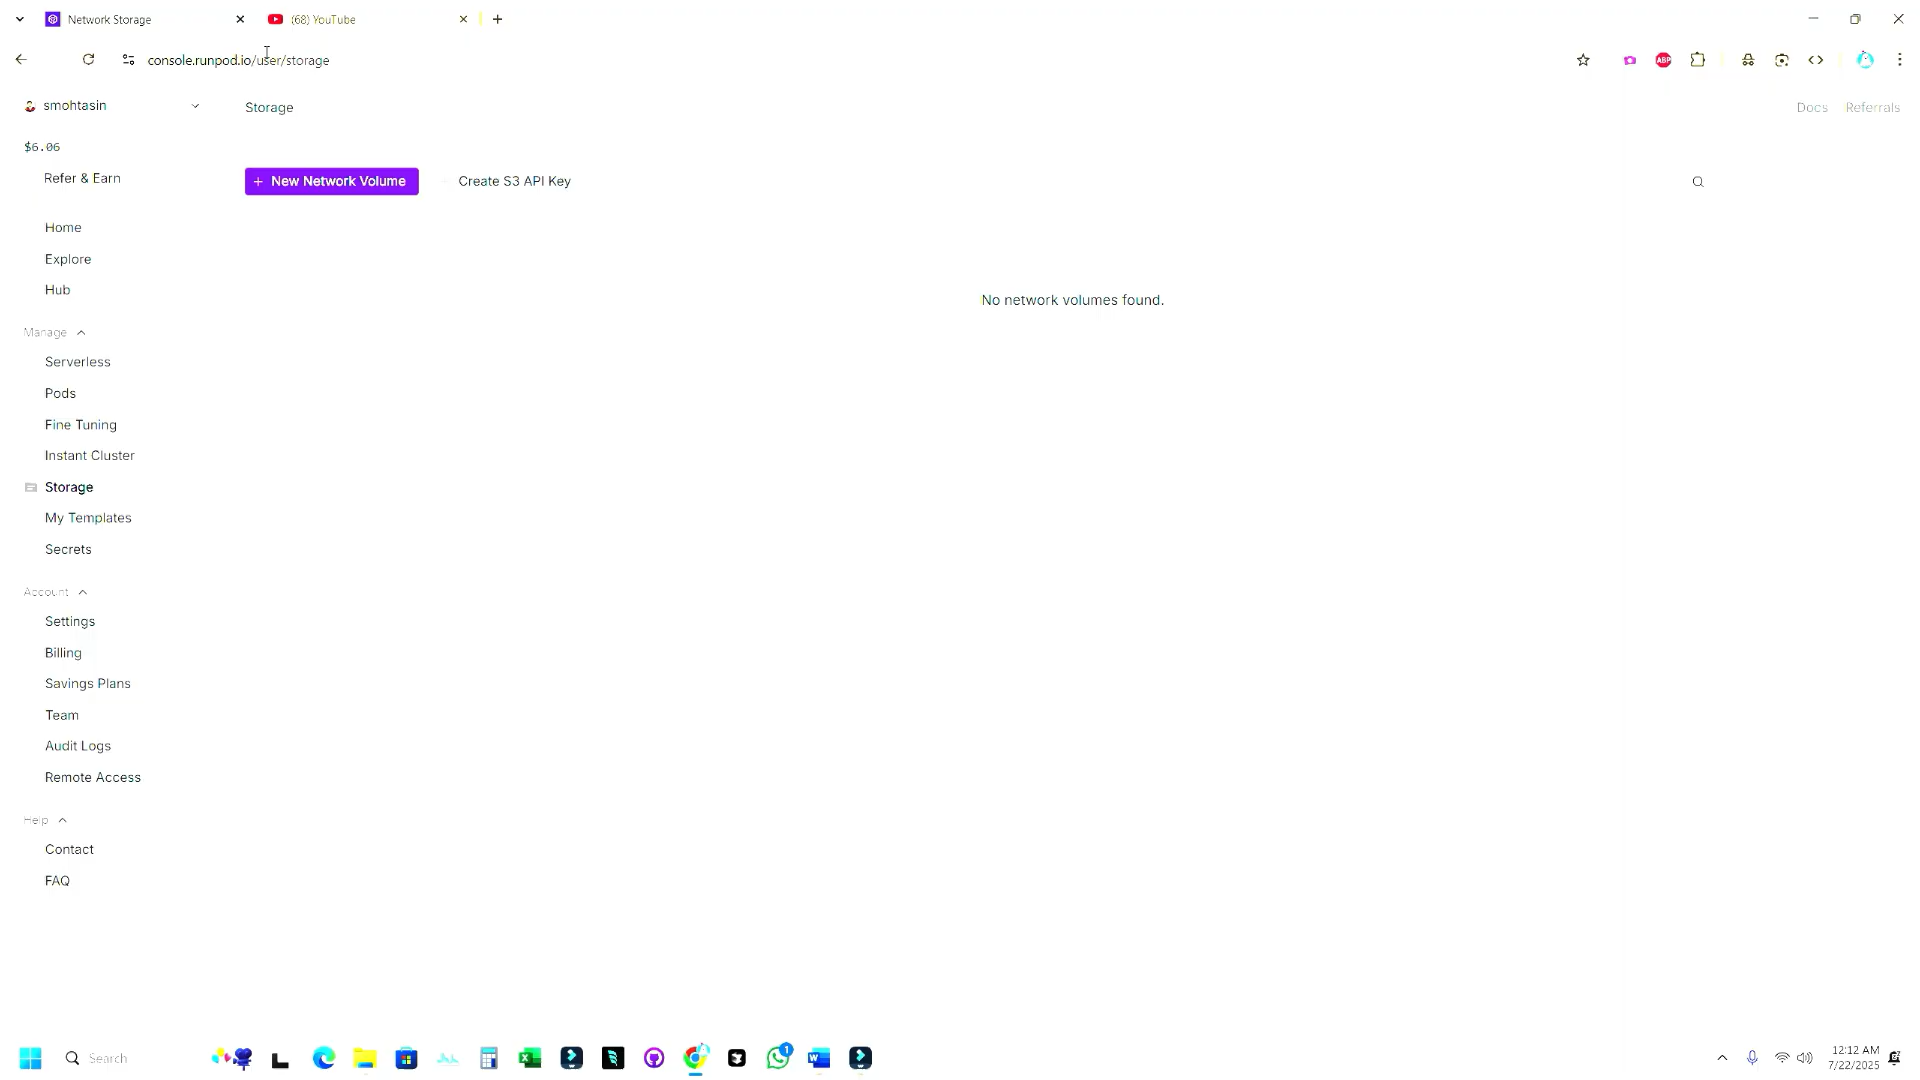 Network Storage
(68) YouTube
console.runpod.io/user/storage
ABP
smohtasin
Storage
Docs
Referrals
$6.06
Refer & Earn
+ New Network Volume
Create S3 API Key
Home
Explore
Hub
No network volumes found.
Manage
Serverless
Pods
Fine Tuning
Instant Cluster
Storage
My Templates
Secrets
Account
Settings
Billing
Savings Plans
Team
Audit Logs
Remote Access
Help
Contact
FAQ
Search
1
12:12 AM
7/22/2025